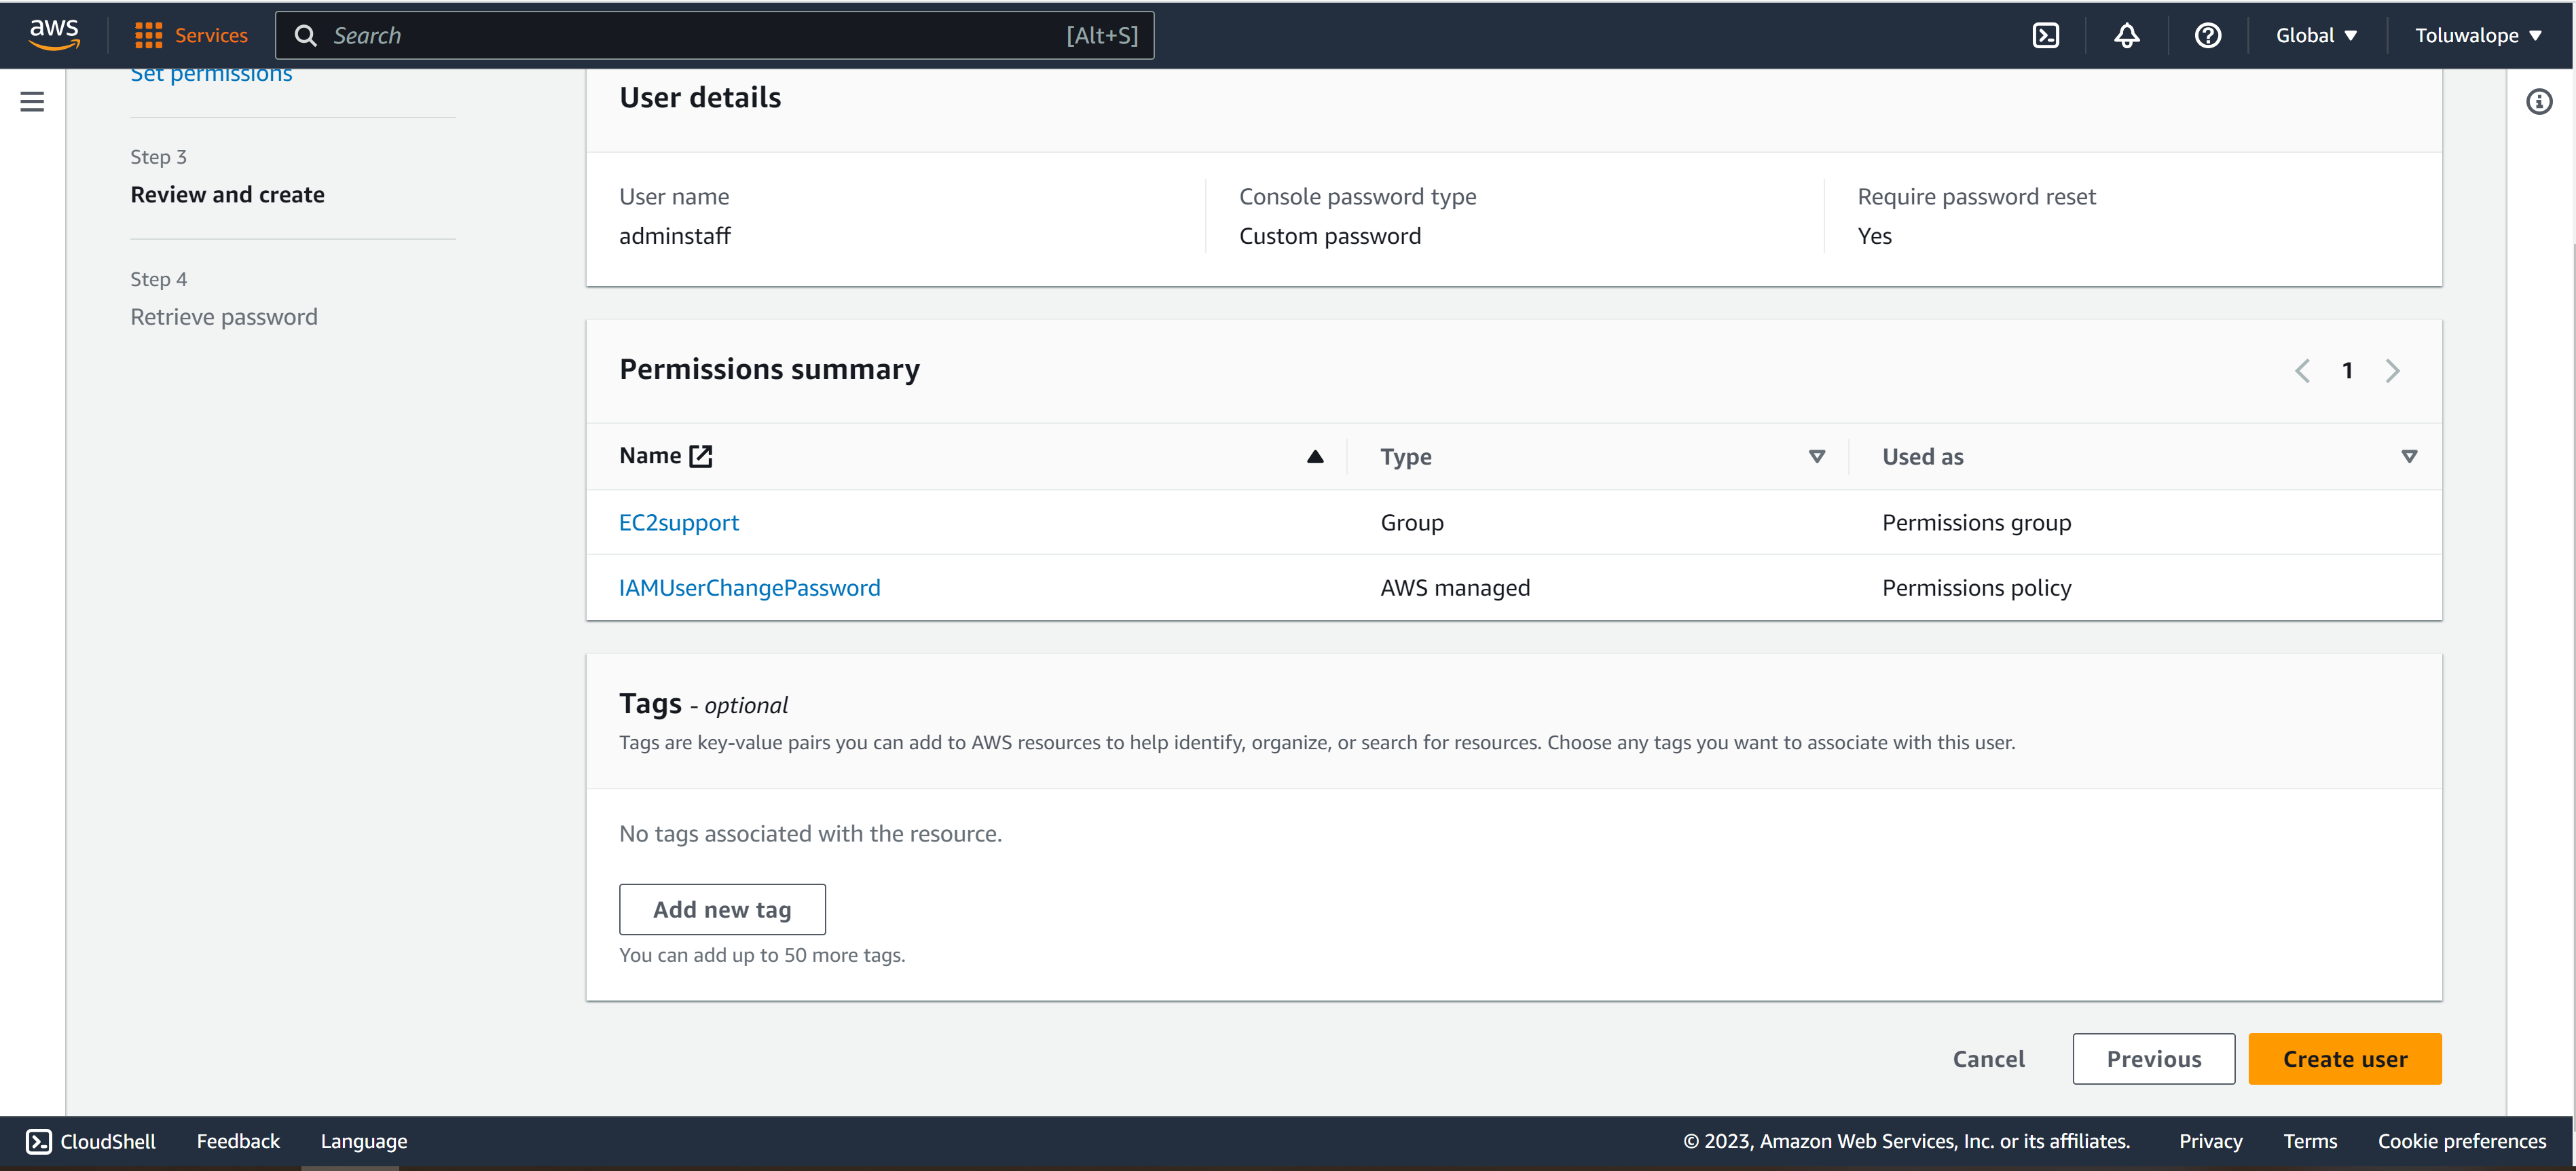 aws
Services
Search
[Alt+S]
Global
Toluwalope
Set permissions
Step 3
Review and create
Step 4
Retrieve password
User details
User name
adminstaff
Console password type
Custom password
Require password reset
Yes
Permissions summary
1
Name
Type
Used as
EC2support
Group
Permissions group
IAMUserChangePassword
AWS managed
Permissions policy
Tags - optional
Tags are key-value pairs you can add to AWS resources to help identify, organize, or search for resources. Choose any tags you want to associate with this user.
No tags associated with the resource.
Add new tag
You can add up to 50 more tags.
Cancel
Previous
Create user
CloudShell
Feedback
Language
© 2023, Amazon Web Services, Inc. or its affiliates.
Privacy
Terms
Cookie preferences